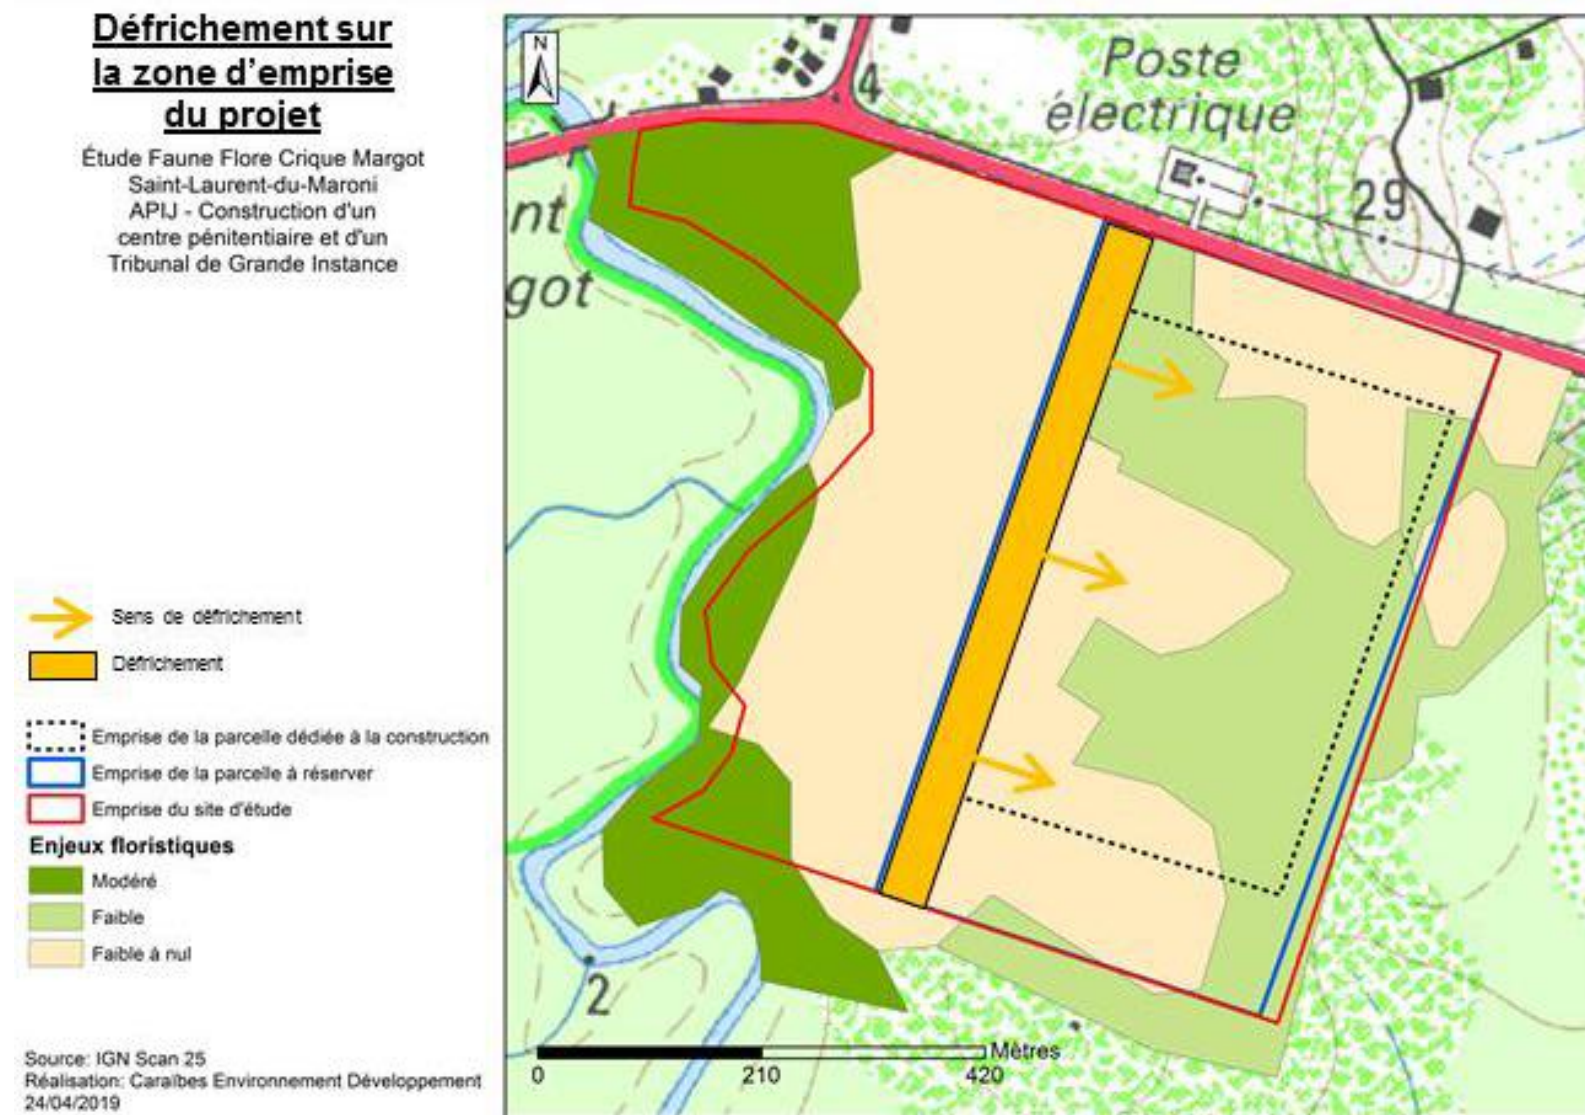 Défrichement sur
la zone d'emprise
du projet
Étude Faune Flore Crique Margot
Saint-Laurent-du-Maroni
APIJ - Construction d'un
centre pénitentiaire et d'un
Tribunal de Grande Instance
Sens de défrichement
Défrichement
Emprise de la parcelle dédiée à la construction
Emprise de la parcelle à réserver
Emprise du site d'étude
Enjeux floristiques
Modéré
Faible
Faible à nul
Source: IGN Scan 25
Réalisation: Caraïbes Environnement Développement
24/04/2019
N
4
Poste
électrique
29
nt
got
2
Mètres
0 210 420